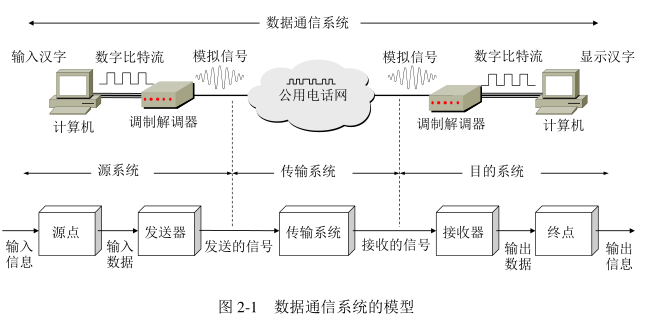 数据通信系统
输入汉字
数字比特流
模拟信号
模拟信号
数字比特流
显示汉字
公用电话网
计算机
调制解调器
调制解调器
计算机
源系统
传输系统
目的系统
源点
发送器
传输系统
接收器
终点
输入
信息
输入
数据
发送的信号
接收的信号
输出
数据
输出
信息
图 2-1 数据通信系统的模型